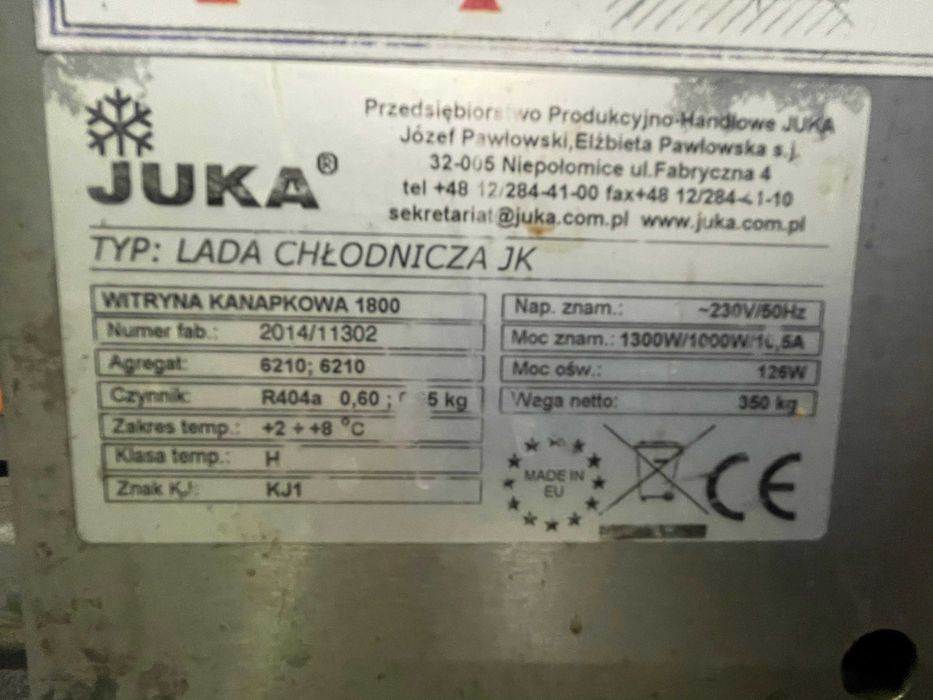 JUKA®
Przedsiębiorstwo Produkcyjno-Handlowe JUKA
Józef Pawłowski,Elżbieta Pawłowska s.j.
32-005 Niepołomice ul.Fabryczna 4
tel +48 12/284-41-00 fax+48 12/284-41-10
sekretariat@juka.com.pl www.juka.com.pl
TYP: LADA CHŁODNICZA JK
WITRYNA KANAPKOWA 1800
Numer fab.: 2014/11302
Agregat: 6210; 6210
Czynnik: R404a 0,60 ; kg
Zakres temp.: +2 ÷ +8 °C
Klasa temp.: H
Znak KJ: KJ1
Nap. znam.: ~230V/50Hz
Moc znam.: 1300W/1000W/
Moc ośw.: 126W
Waga netto: 350 kg
MADE IN
EU
CE